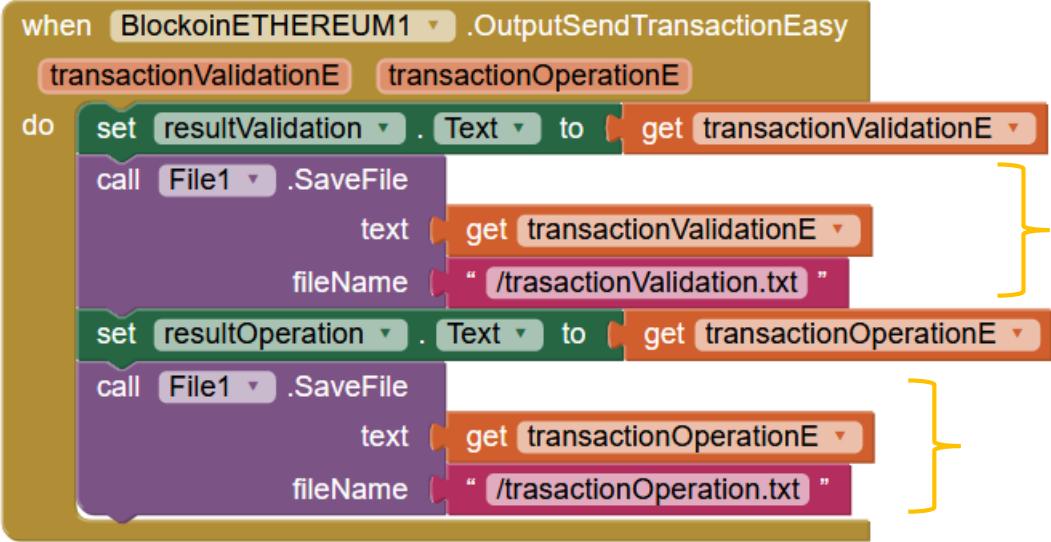 when BlockoinETHEREUM1 .OutputSendTransactionEasy
transactionValidationE transactionOperationE
do set resultValidation . Text to get transactionValidationE
call File1 .SaveFile
text get transactionValidationE
fileName “ /trasactionValidation.txt ”
set resultOperation . Text to get transactionOperationE
call File1 .SaveFile
text get transactionOperationE
fileName “ /trasactionOperation.txt ”